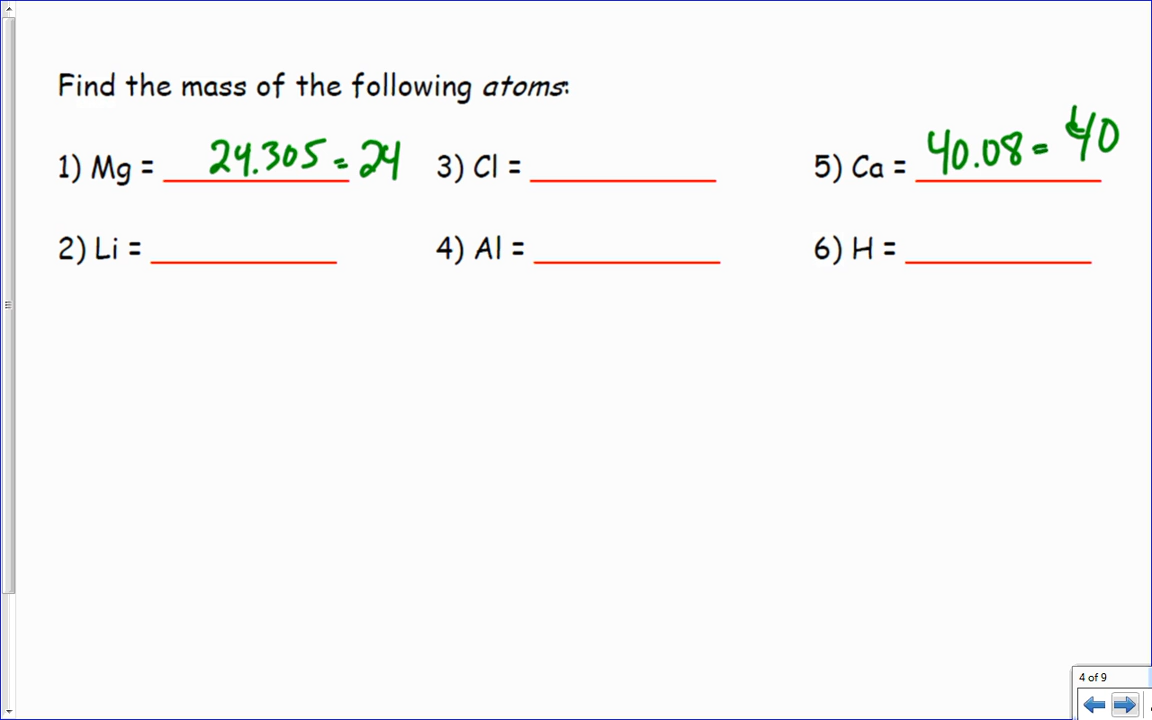 Find the mass of the following atoms:
1) Mg = 24.305 = 24 3) Cl = 5) Ca = 40.08 = 40
2) Li = 4) Al = 6) H =
4 of 9